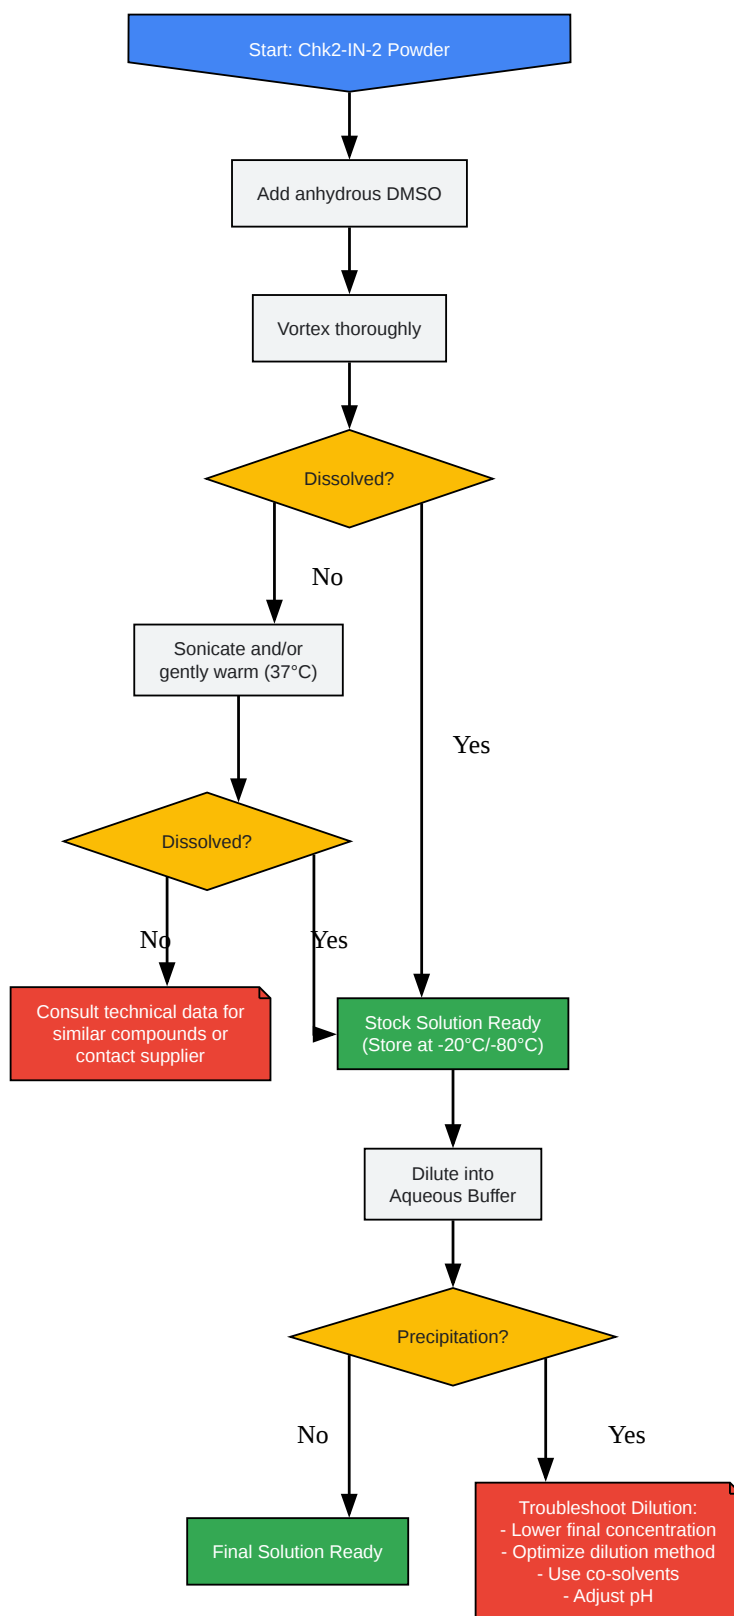 Start: Chk2-IN-2 Powder
Add anhydrous DMSO
Vortex thoroughly
Dissolved?
No
Sonicate and/or
gently warm (37°C)
Yes
Dissolved?
No
Yes
Consult technical data for
similar compounds or
contact supplier
Stock Solution Ready
(Store at -20°C/-80°C)
Dilute into
Aqueous Buffer
Precipitation?
No
Yes
Final Solution Ready
Troubleshoot Dilution:
- Lower final concentration
- Optimize dilution method
- Use co-solvents
- Adjust pH